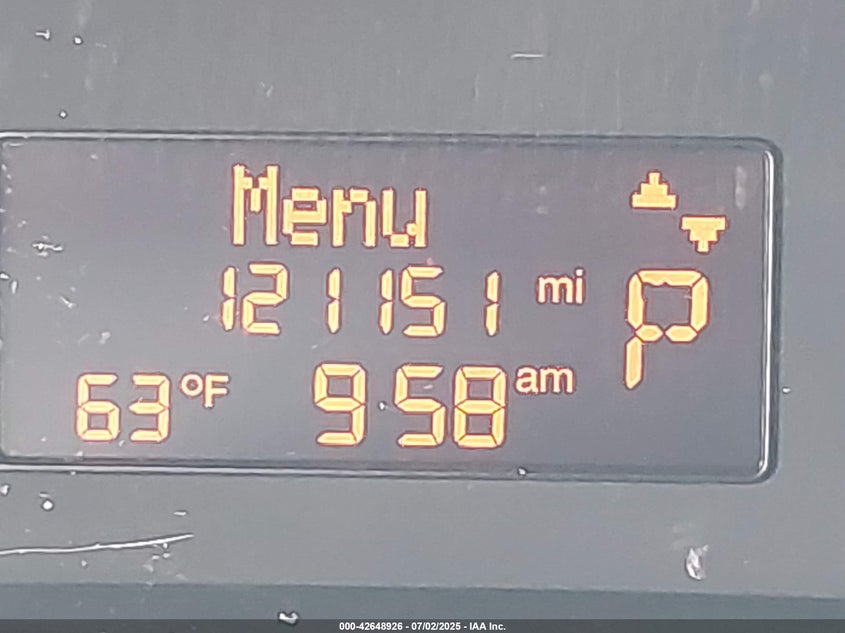 Menu
121151 mi P
63°F 9:58 am
000-42648926 - 07/02/2025 - IAA Inc.